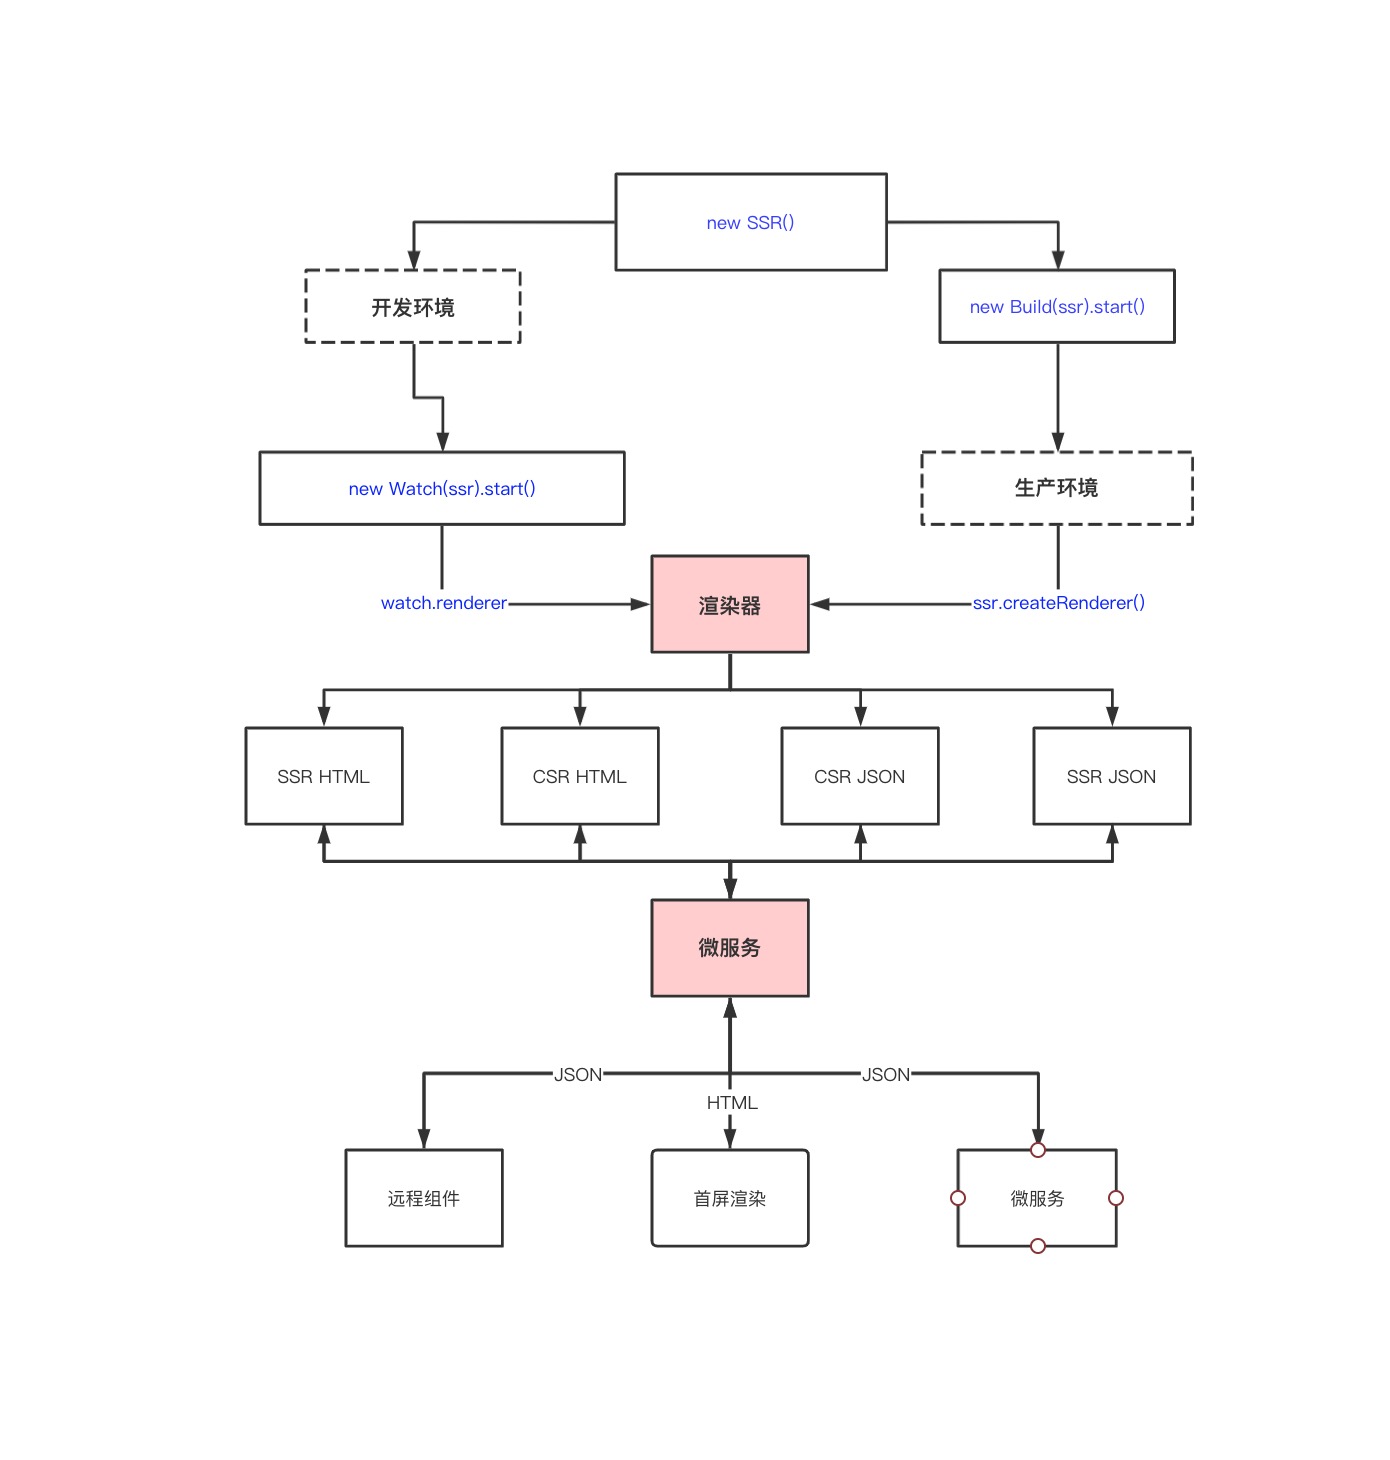 new SSR()
开发环境
new Build(ssr).start()
new Watch(ssr).start()
生产环境
watch.renderer
渲染器
ssr.createRenderer()
SSR HTML
CSR HTML
CSR JSON
SSR JSON
微服务
JSON
JSON
HTML
远程组件
首屏渲染
微服务